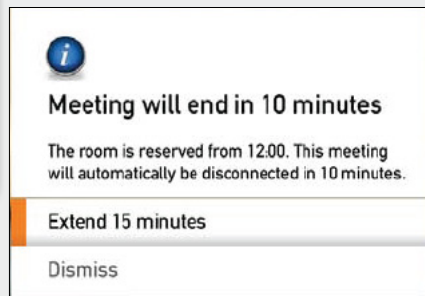 i
Meeting will end in 10 minutes
The room is reserved from 12:00. This meeting
will automatically be disconnected in 10 minutes.
Extend 15 minutes
Dismiss